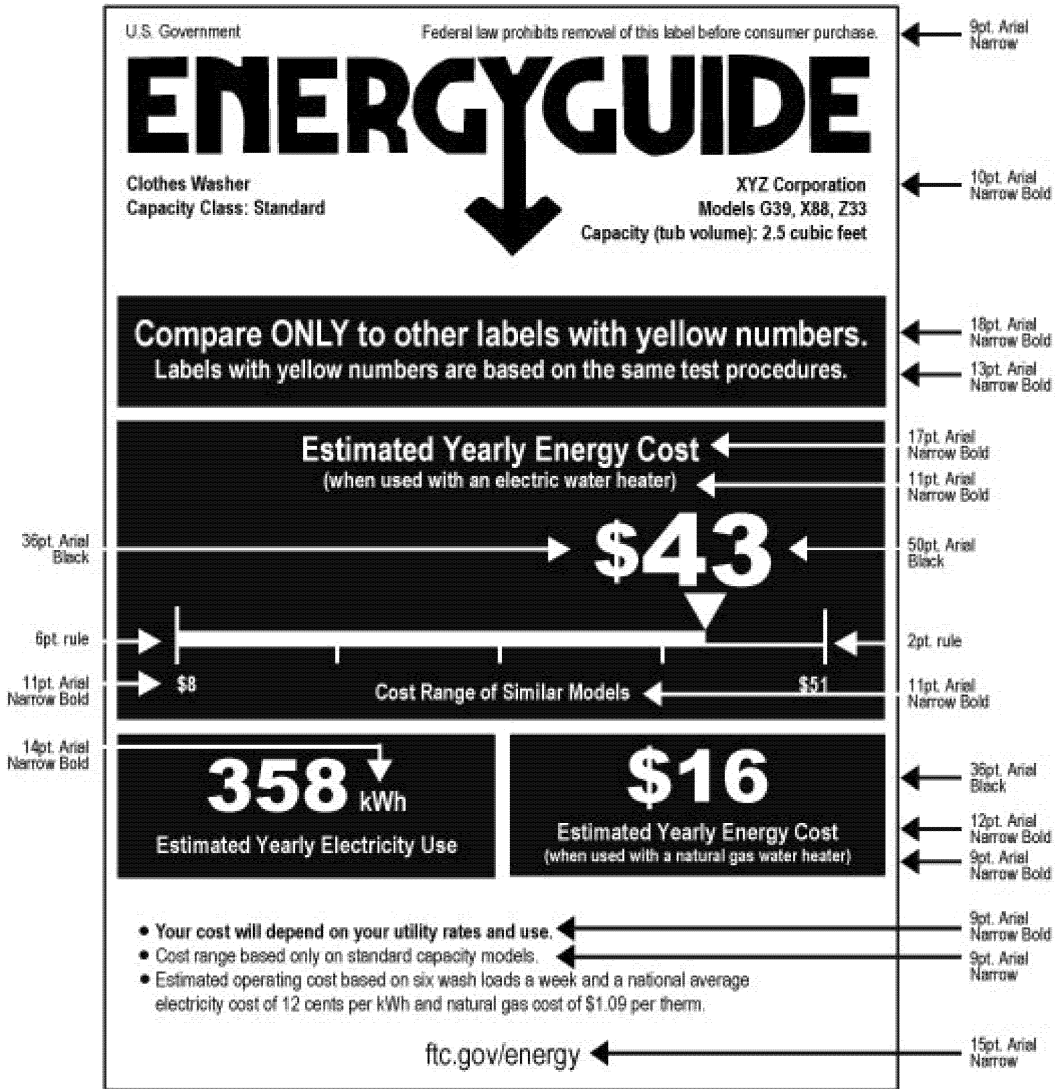 U.S. Government
Federal law prohibits removal of this label before consumer purchase.
9pt. Arial
Narrow
ENERGYGUIDE
Clothes Washer
Capacity Class: Standard
XYZ Corporation
Models G39, X88, Z33
Capacity (tub volume): 2.5 cubic feet
10pt. Arial
Narrow Bold
Compare ONLY to other labels with yellow numbers.
18pt. Arial
Narrow Bold
Labels with yellow numbers are based on the same test procedures.
13pt. Arial
Narrow Bold
Estimated Yearly Energy Cost
17pt. Arial
Narrow Bold
(when used with an electric water heater)
11pt. Arial
Narrow Bold
36pt. Arial
Black
$43
50pt. Arial
Black
6pt. rule
2pt. rule
11pt. Arial
Narrow Bold
$8
Cost Range of Similar Models
$51
11pt. Arial
Narrow Bold
14pt. Arial
Narrow Bold
358 kWh
Estimated Yearly Electricity Use
$16
36pt. Arial
Black
Estimated Yearly Energy Cost
12pt. Arial
Narrow Bold
(when used with a natural gas water heater)
9pt. Arial
Narrow Bold
• Your cost will depend on your utility rates and use.
9pt. Arial
Narrow Bold
• Cost range based only on standard capacity models.
9pt. Arial
Narrow
• Estimated operating cost based on six wash loads a week and a national average
electricity cost of 12 cents per kWh and natural gas cost of $1.09 per therm.
ftc.gov/energy
15pt. Arial
Narrow